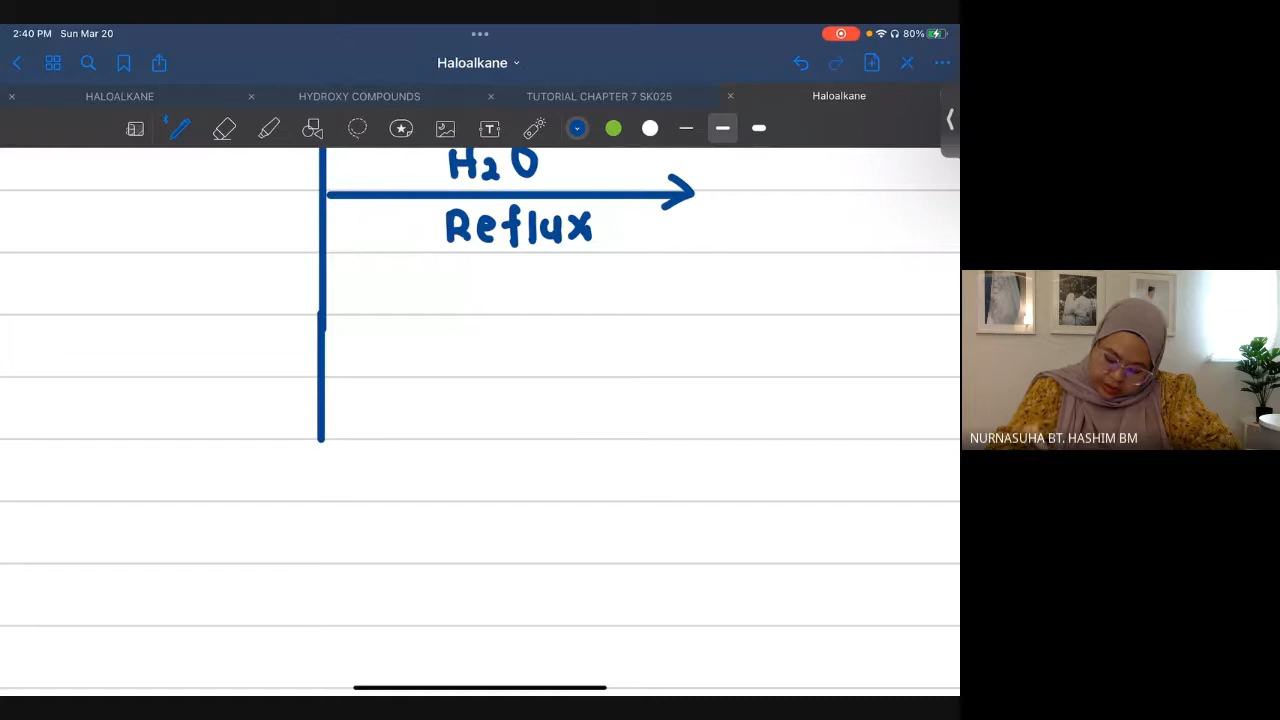 2:40 PM Sun Mar 20
80%
Haloalkane
HALOALKANE
HYDROXY COMPOUNDS
TUTORIAL CHAPTER 7 SK025
Haloalkane
H2O
Reflux
NURNASUHA BT. HASHIM BM